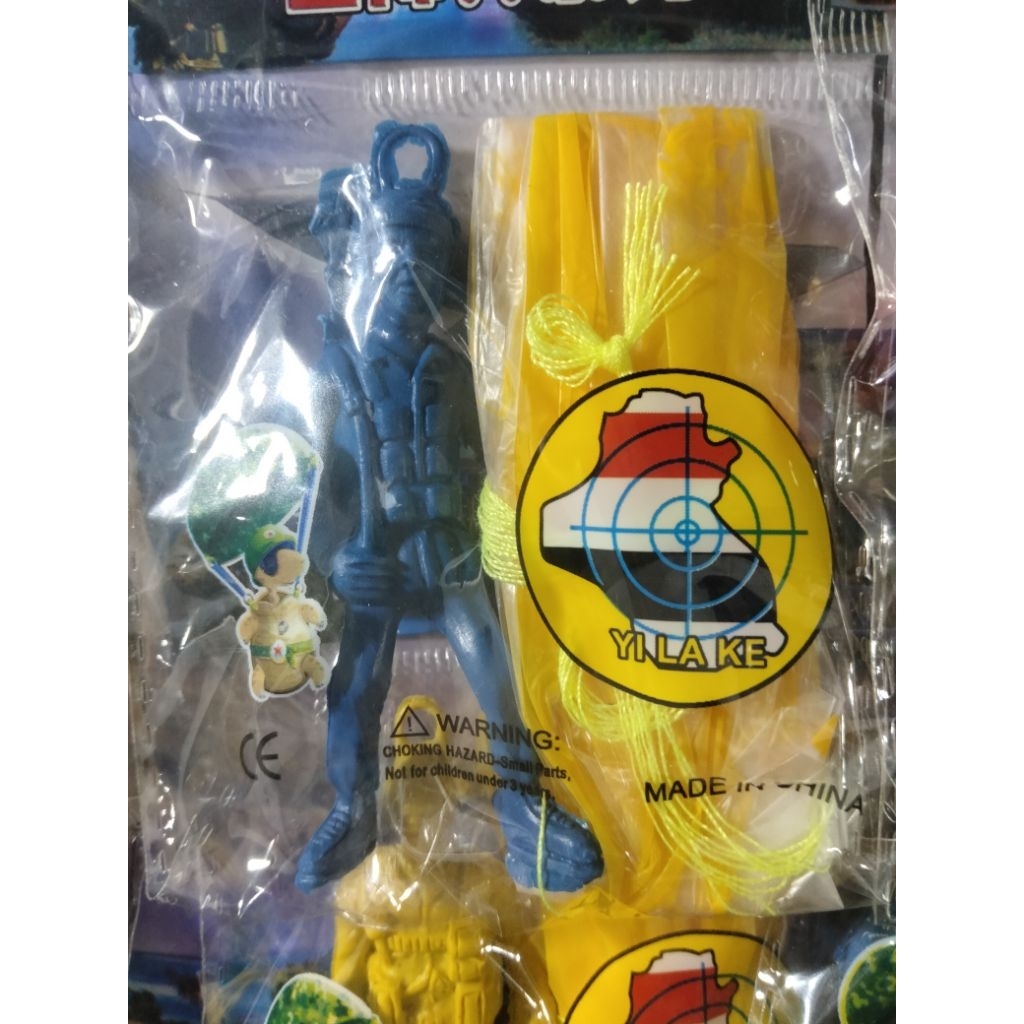 YI LA KE
CE
WARNING:
CHOKING HAZARD-Small Parts,
Not for children under 3 years.
MADE IN CHINA